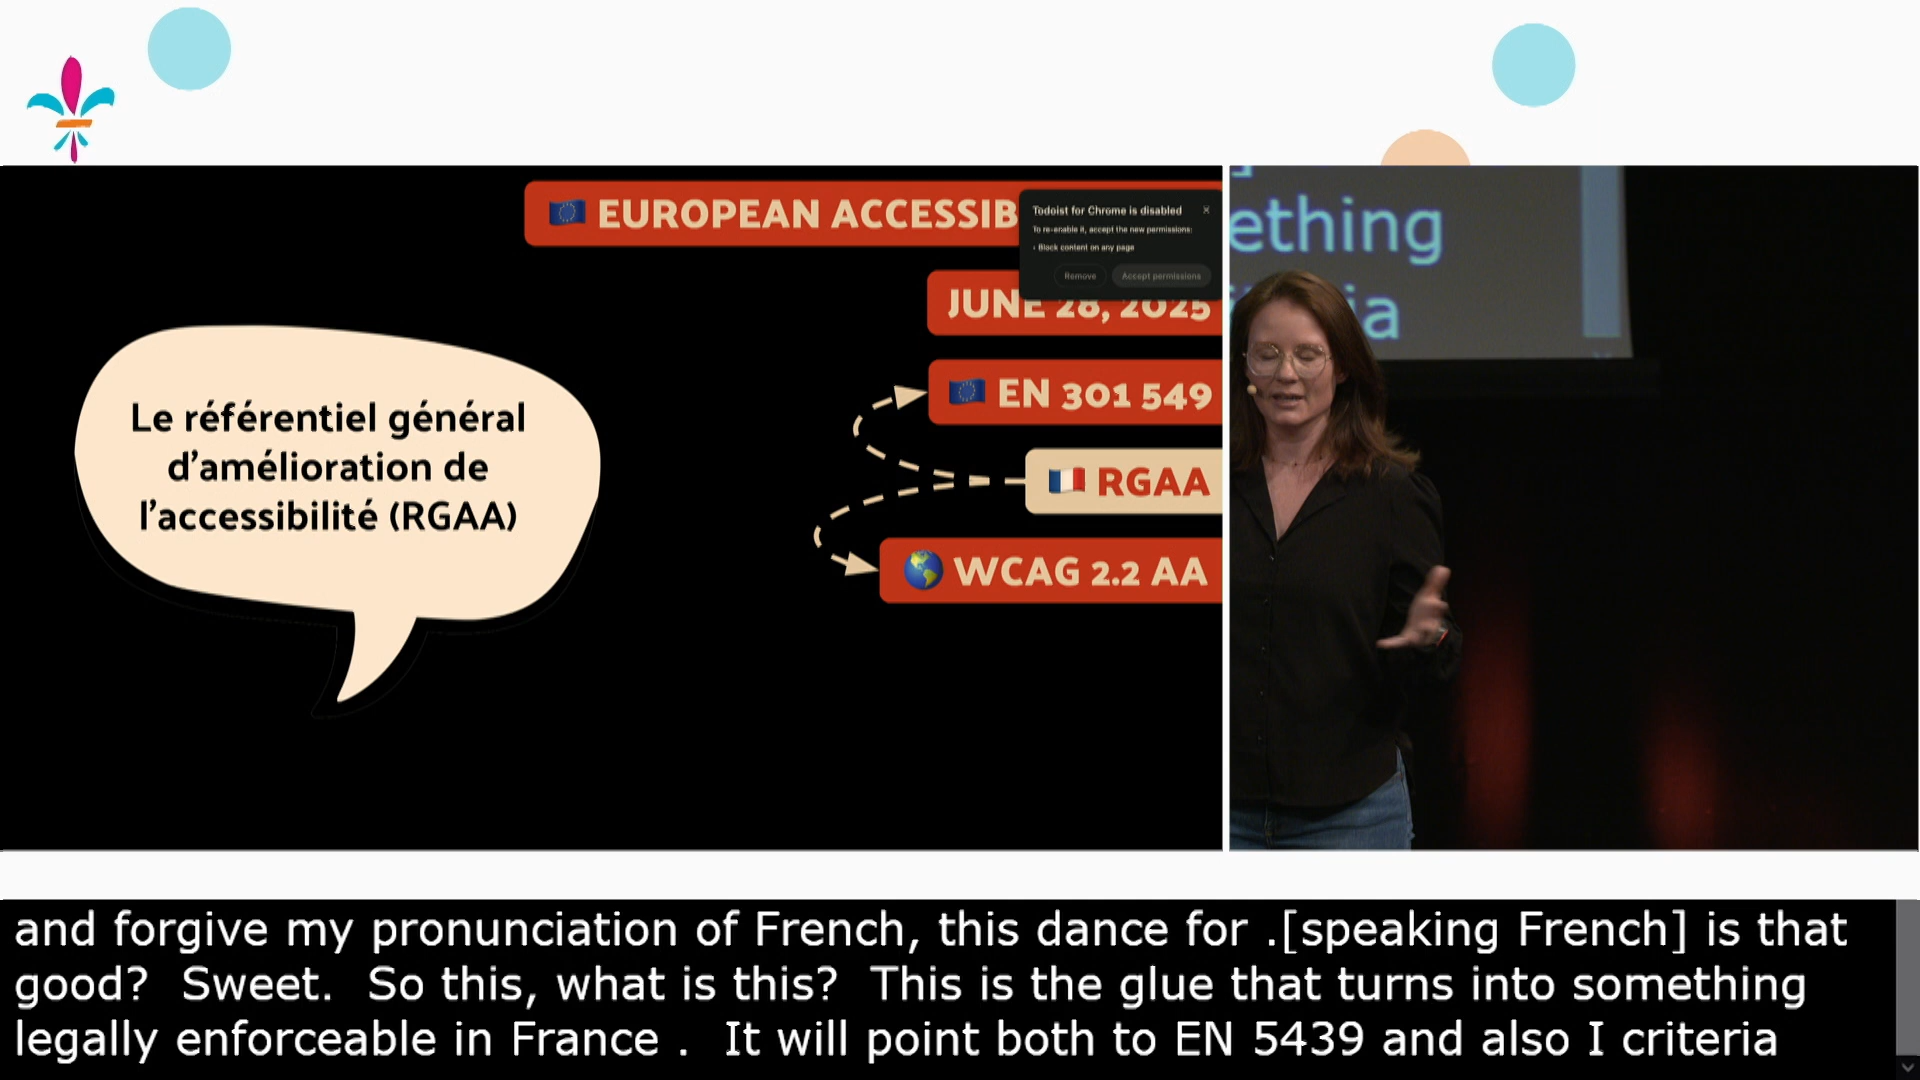 EUROPEAN ACCESSIB
Todoist for Chrome is disabled
To re-enable it, accept the new permissions:
• Block content on any page
Remove
Accept permissions
JUNE 28, 2025
EN 301 549
RGAA
WCAG 2.2 AA
Le référentiel général
d'amélioration de
l'accessibilité (RGAA)
ething
ia
and forgive my pronunciation of French, this dance for .[speaking French] is that
good?  Sweet.  So this, what is this?  This is the glue that turns into something
legally enforceable in France .  It will point both to EN 5439 and also I criteria